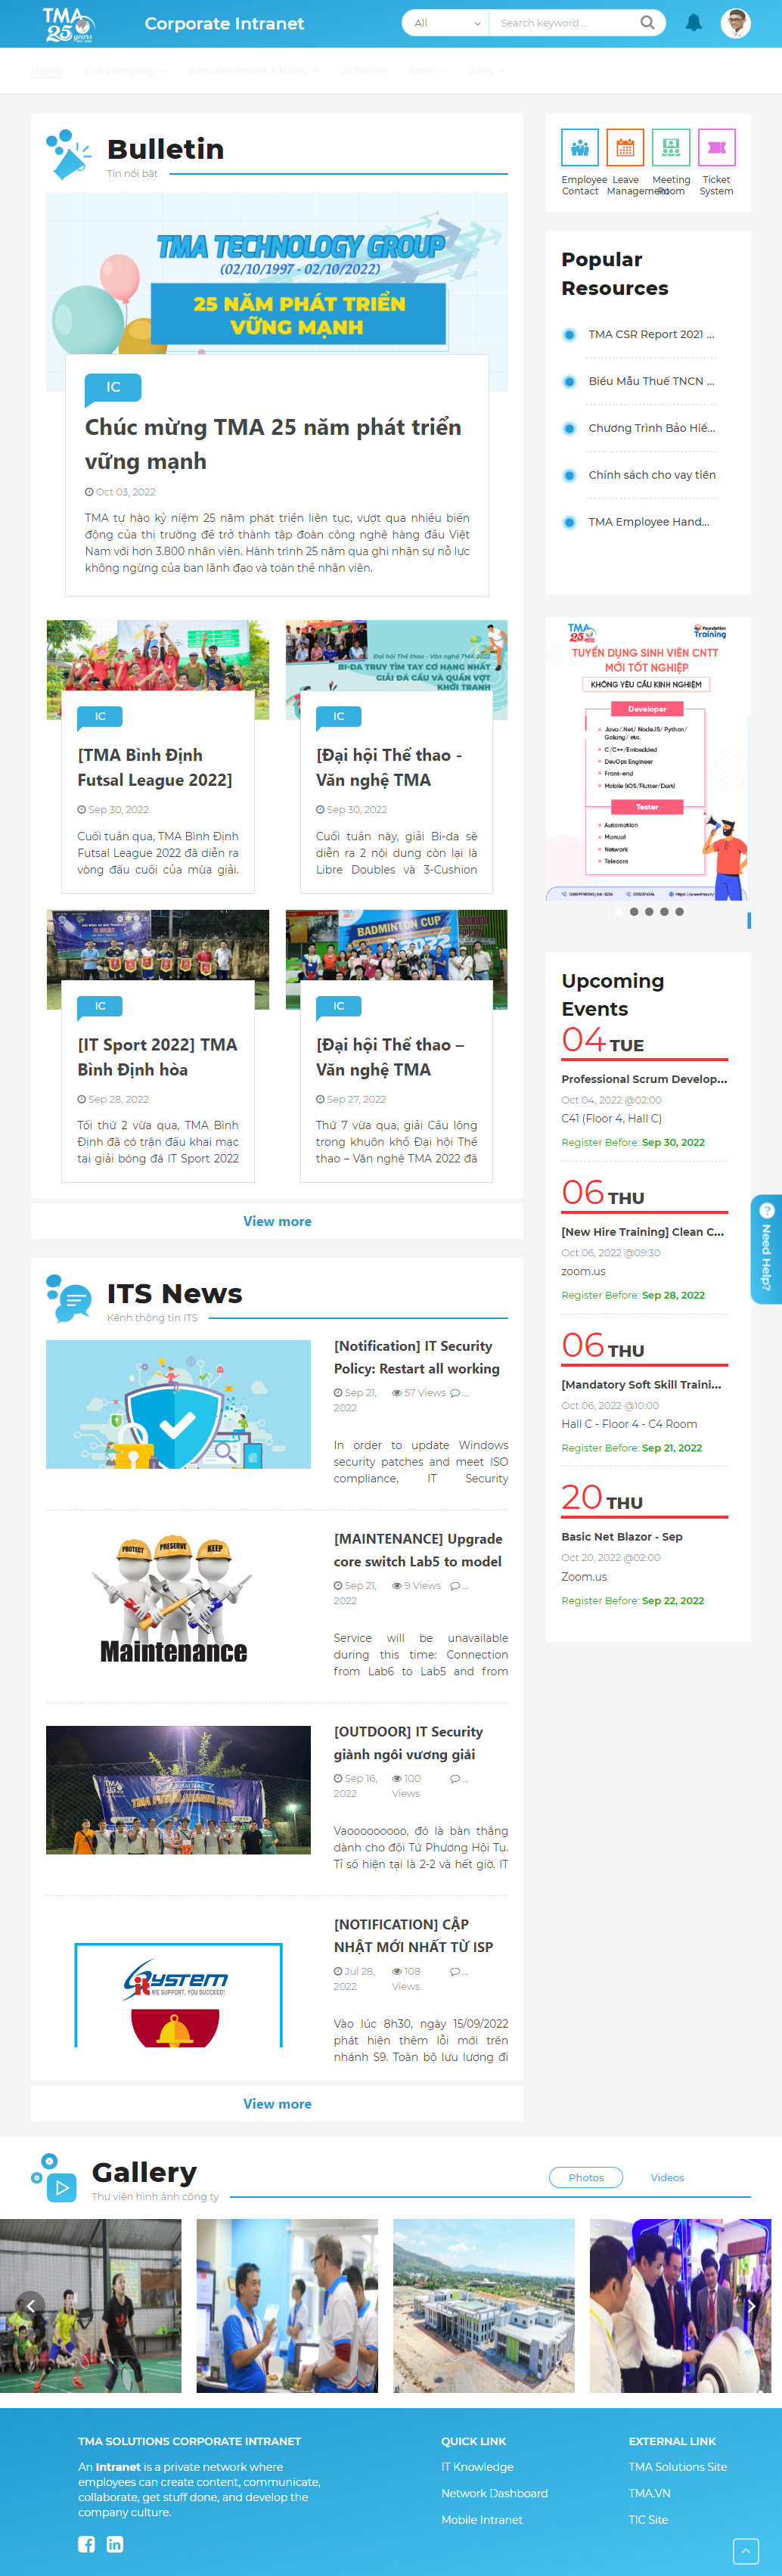 TMA
25 years
Corporate Intranet
All
Search keyword ...
Home
Our Company
Announcement & News
Activities
Tools
Sites
Bulletin
Tin nổi bật
TMA TECHNOLOGY GROUP
(02/10/1997 - 02/10/2022)
25 NĂM PHÁT TRIỂN
VỮNG MẠNH
IC
Chúc mừng TMA 25 năm phát triển
vững mạnh
Oct 03, 2022
TMA tự hào kỷ niệm 25 năm phát triển liên tục, vượt qua nhiều biến
động của thị trường để trở thành tập đoàn công nghệ hàng đầu Việt
Nam với hơn 3.800 nhân viên. Hành trình 25 năm qua ghi nhận sự nỗ lực
không ngừng của ban lãnh đạo và toàn thể nhân viên.
IC
[TMA Bình Định
Futsal League 2022]
Sep 30, 2022
Cuối tuần qua, TMA Bình Định
Futsal League 2022 đã diễn ra
vòng đấu cuối của mùa giải.
Đại hội Thể thao - Văn nghệ TMA 2022
BI-DA TRUY TÌM TAY CƠ HẠNG NHẤT
GIẢI ĐÁ CẦU VÀ QUẦN VỢT
KHỞI TRANH
IC
[Đại hội Thể thao -
Văn nghệ TMA
Sep 30, 2022
Cuối tuần này, giải Bi-da sẽ
diễn ra 2 nội dung còn lại là
Libre Doubles và 3-Cushion
IC
[IT Sport 2022] TMA
Bình Định hòa
Sep 28, 2022
Tối thứ 2 vừa qua, TMA Bình
Định đã có trận đấu khai mạc
tại giải bóng đá IT Sport 2022
BADMINTON CUP
2022
IC
[Đại hội Thể thao –
Văn nghệ TMA
Sep 27, 2022
Thứ 7 vừa qua, giải Cầu lông
trong khuôn khổ Đại hội Thể
thao – Văn nghệ TMA 2022 đã
View more
ITS News
Kênh thông tin ITS
[Notification] IT Security
Policy: Restart all working
Sep 21, 2022
57 Views
...
In order to update Windows
security patches and meet ISO
compliance, IT Security
PROTECT
PRESERVE
KEEP
Maintenance
[MAINTENANCE] Upgrade
core switch Lab5 to model
Sep 21, 2022
9 Views
...
Service will be unavailable
during this time: Connection
from Lab6 to Lab5 and from
TMA FUTSAL LEAGUE 2022
[OUTDOOR] IT Security
giành ngôi vương giải
Sep 16, 2022
100 Views
...
Vaooooooooo, đó là bàn thắng
dành cho đội Tứ Phương Hội Tụ.
Tỉ số hiện tại là 2-2 và hết giờ. IT
itSystem
WE SUPPORT, YOU SUCCEED!
[NOTIFICATION] CẬP
NHẬT MỚI NHẤT TỪ ISP
Jul 28, 2022
108 Views
...
Vào lúc 8h30, ngày 15/09/2022
phát hiện thêm lỗi mới trên
nhánh S9. Toàn bộ lưu lượng đi
View more
Employee Contact
Leave Management
Meeting Room
Ticket System
Popular
Resources
TMA CSR Report 2021 ...
Biểu Mẫu Thuế TNCN ...
Chương Trình Bảo Hiể...
Chính sách cho vay tiền
TMA Employee Hand...
TMA
25
Foundation
Training
TUYỂN DỤNG SINH VIÊN CNTT
MỚI TỐT NGHIỆP
KHÔNG YÊU CẦU KINH NGHIỆM
Developer
Java/.Net/ NodeJS/ Python/
Golang/ etc.
C/C++/Embedded
DevOps Engineer
Front-end
Mobile (iOS/Flutter/Dart)
Tester
Automation
Manual
Network
Telecom
Upcoming
Events
04 TUE
Professional Scrum Develop...
Oct 04, 2022 @02:00
C41 (Floor 4, Hall C)
Register Before: Sep 30, 2022
06 THU
[New Hire Training] Clean C...
Oct 06, 2022 @09:30
zoom.us
Register Before: Sep 28, 2022
06 THU
[Mandatory Soft Skill Traini...
Oct 06, 2022 @10:00
Hall C - Floor 4 - C4 Room
Register Before: Sep 21, 2022
20 THU
Basic Net Blazor - Sep
Oct 20, 2022 @02:00
Zoom.us
Register Before: Sep 22, 2022
Need Help?
Gallery
Thư viện hình ảnh công ty
Photos
Videos
TMA SOLUTIONS CORPORATE INTRANET
An Intranet is a private network where
employees can create content, communicate,
collaborate, get stuff done, and develop the
company culture.
QUICK LINK
IT Knowledge
Network Dashboard
Mobile Intranet
EXTERNAL LINK
TMA Solutions Site
TMA.VN
TIC Site